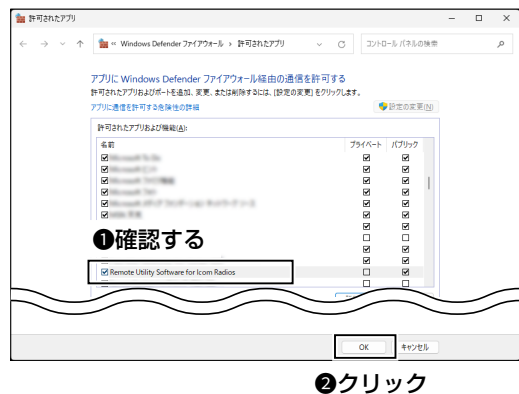 許可されたアプリ
« Windows Defender ファイアウォール › 許可されたアプリ
コントロール パネルの検索
アプリに Windows Defender ファイアウォール経由の通信を許可する
許可されたアプリおよびポートを追加、変更、または削除するには、[設定の変更] をクリックします。
アプリに通信を許可する危険性の詳細
設定の変更(N)
許可されたアプリおよび機能(A):
名前 プライベート パブリック
❶確認する
Remote Utility Software for Icom Radios
OK キャンセル
❷クリック